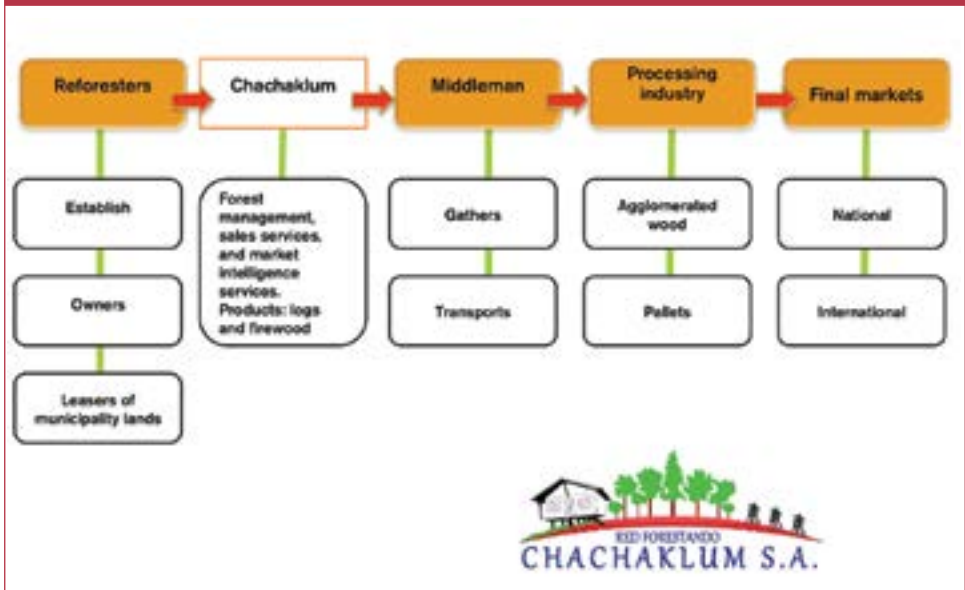 Reforesters
Chachaklum
Middleman
Processing
industry
Final markets
Establish
Owners
Leasers of
municipality lands
Forest
management,
sales services,
and market
intelligence
services.
Products: logs
and firewood
Gathers
Transports
Agglomerated
wood
Pallets
National
International
RED FORESTANDO
CHACHAKLUM S.A.